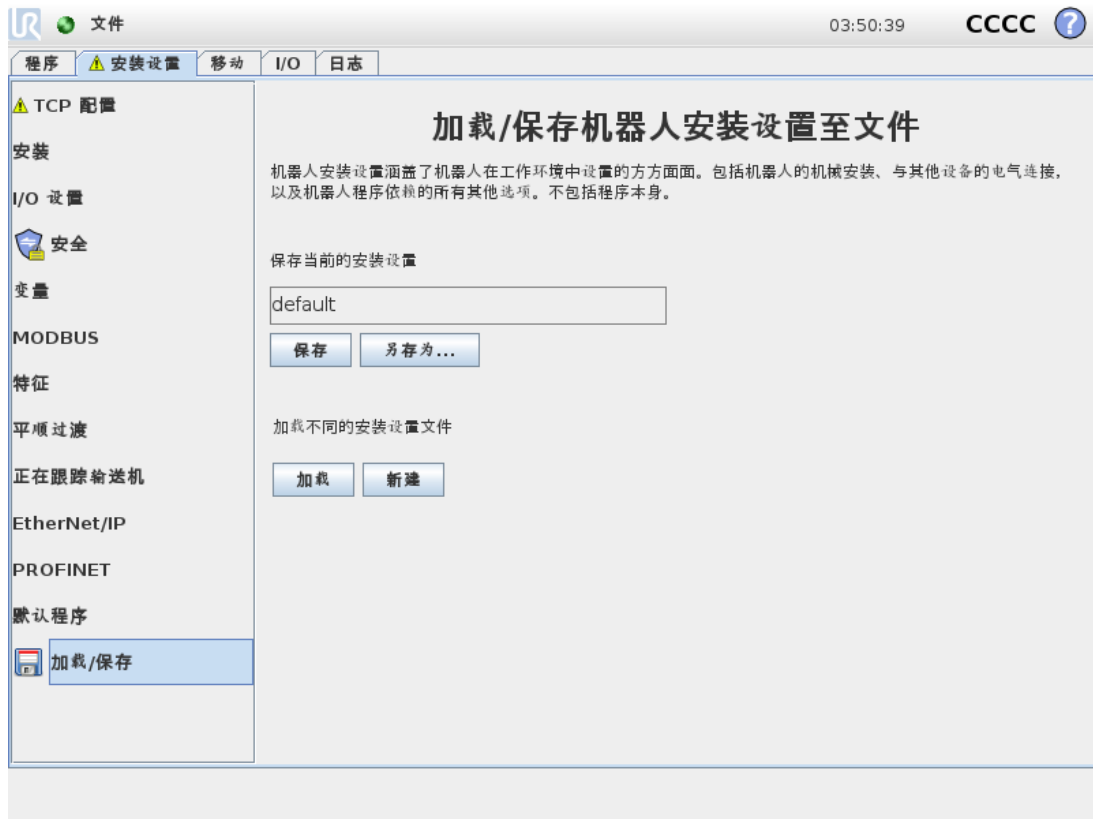 UR 文件 03:50:39 CCCC ?
程序 安装设置 移动 I/O 日志
TCP 配置
安装
I/O 设置
安全
变量
MODBUS
特征
平顺过渡
正在跟踪输送机
EtherNet/IP
PROFINET
默认程序
加载/保存
加载/保存机器人安装设置至文件
机器人安装设置涵盖了机器人在工作环境中设置的方方面面。包括机器人的机械安装、与其他设备的电气连接,
以及机器人程序依赖的所有其他选项。不包括程序本身。
保存当前的安装设置
default
保存 另存为...
加载不同的安装设置文件
加载 新建